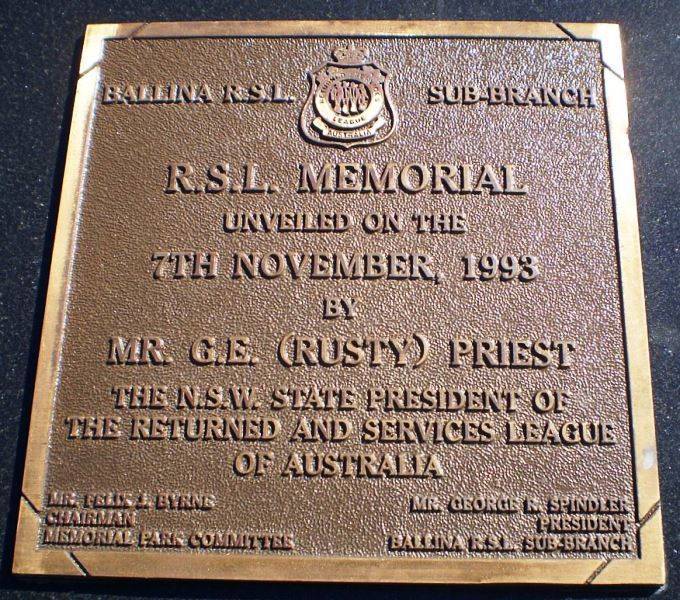 BALLINA R.S.L. SUB-BRANCH
LEAGUE
AUSTRALIA
R.S.L. MEMORIAL
UNVEILED ON THE
7TH NOVEMBER, 1993
BY
MR. G.E. (RUSTY) PRIEST
THE N.S.W. STATE PRESIDENT OF
THE RETURNED AND SERVICES LEAGUE
OF AUSTRALIA
MR. FELIX J. BYRNE
CHAIRMAN
MEMORIAL PARK COMMITTEE
MR. GEORGE R. SPINDLER
PRESIDENT
BALLINA R.S.L. SUB-BRANCH